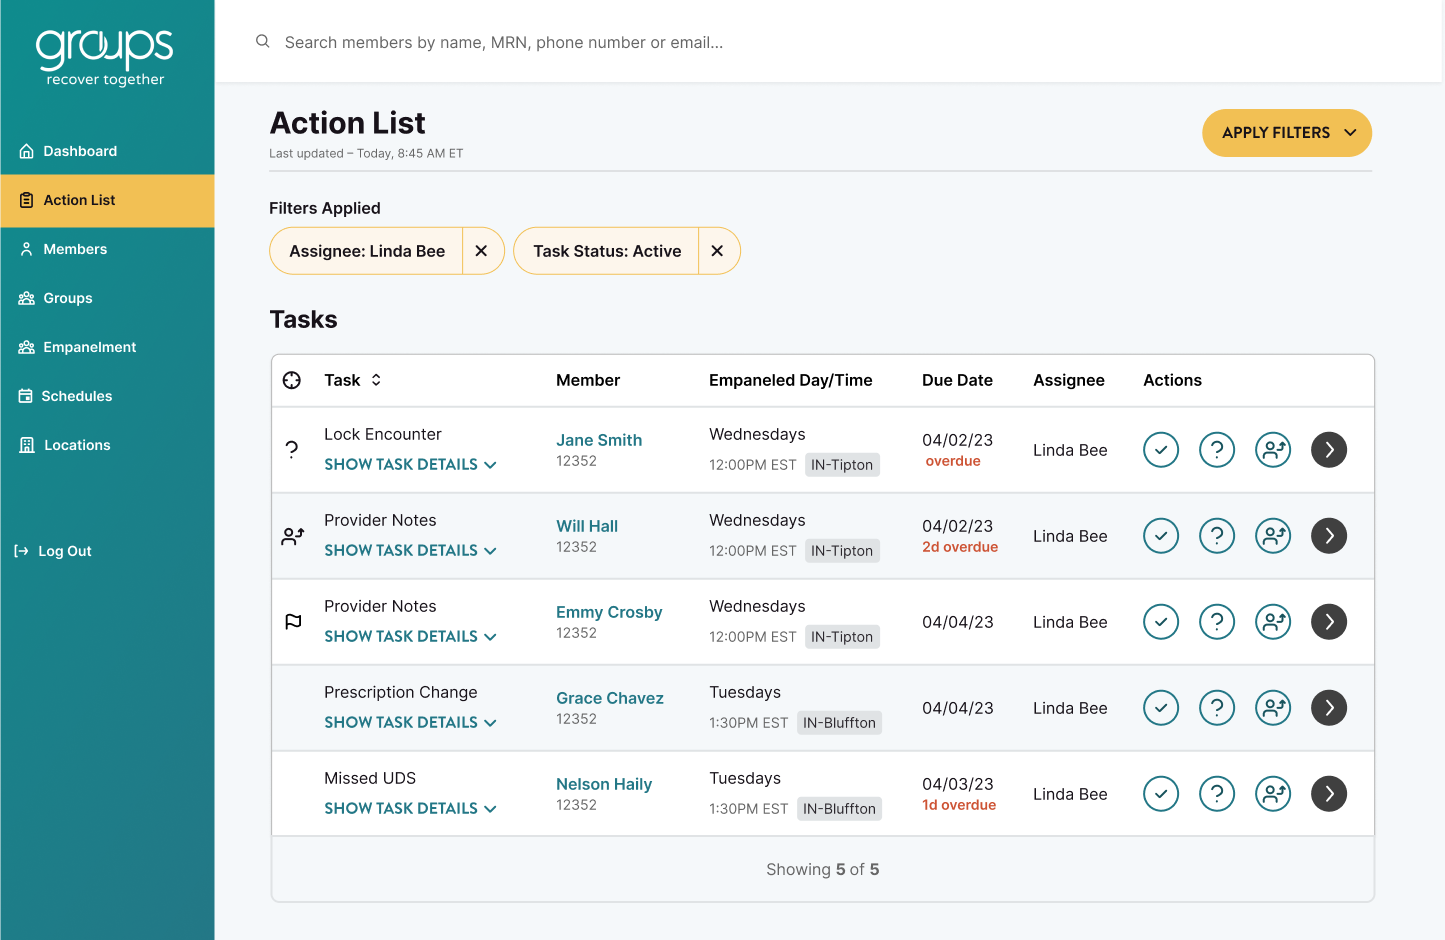 groups
recover together
Search members by name, MRN, phone number or email...
Dashboard
Action List
Members
Groups
Empanelment
Schedules
Locations
Log Out
Action List
Last updated – Today, 8:45 AM ET
APPLY FILTERS
Filters Applied
Assignee: Linda Bee
Task Status: Active
Tasks
Task Member Empaneled Day/Time Due Date Assignee Actions
Lock Encounter
SHOW TASK DETAILS
Jane Smith
12352
Wednesdays
12:00PM EST IN-Tipton
04/02/23
overdue
Linda Bee
Provider Notes
SHOW TASK DETAILS
Will Hall
12352
Wednesdays
12:00PM EST IN-Tipton
04/02/23
2d overdue
Linda Bee
Provider Notes
SHOW TASK DETAILS
Emmy Crosby
12352
Wednesdays
12:00PM EST IN-Tipton
04/04/23
Linda Bee
Prescription Change
SHOW TASK DETAILS
Grace Chavez
12352
Tuesdays
1:30PM EST IN-Bluffton
04/04/23
Linda Bee
Missed UDS
SHOW TASK DETAILS
Nelson Haily
12352
Tuesdays
1:30PM EST IN-Bluffton
04/03/23
1d overdue
Linda Bee
Showing 5 of 5